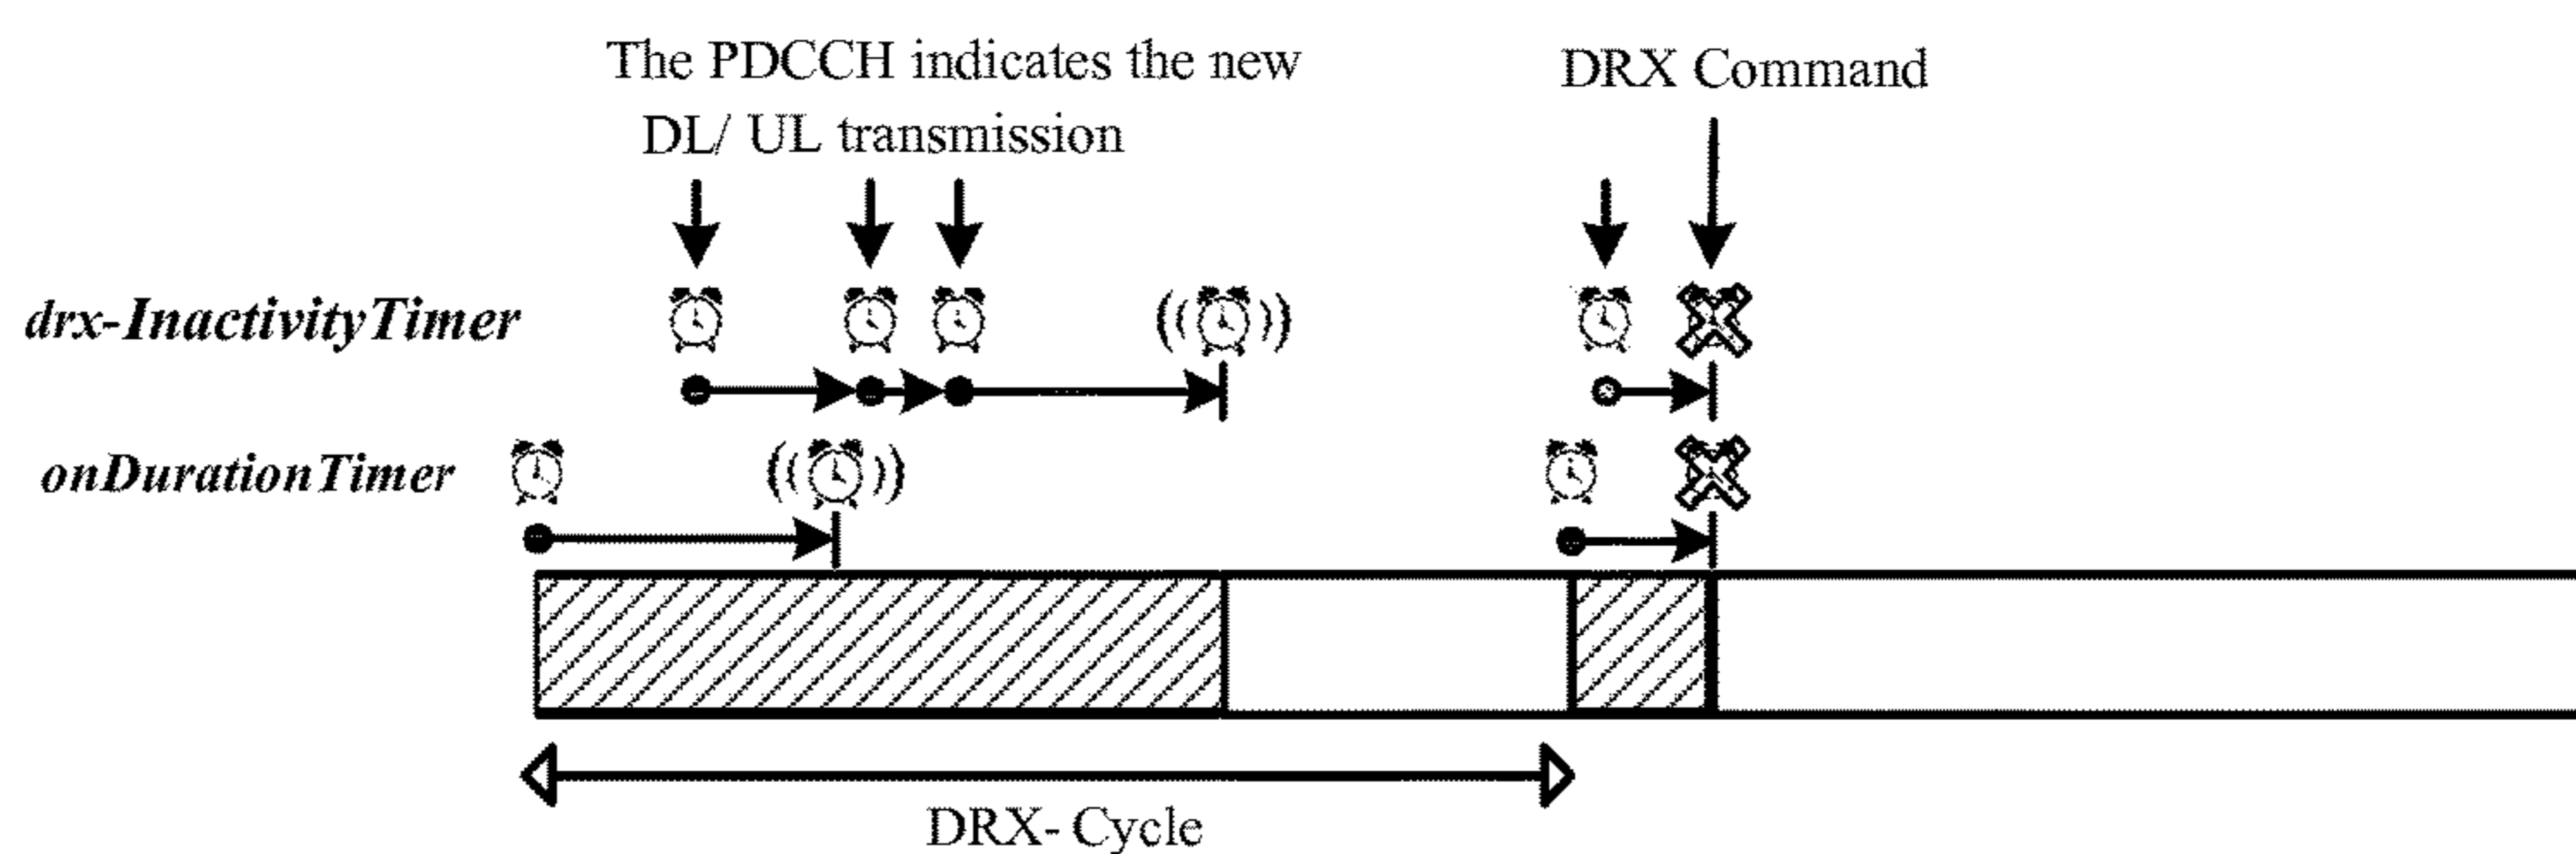 The PDCCH indicates the new
DL/ UL transmission
DRX Command
drx-InactivityTimer
onDurationTimer
DRX- Cycle